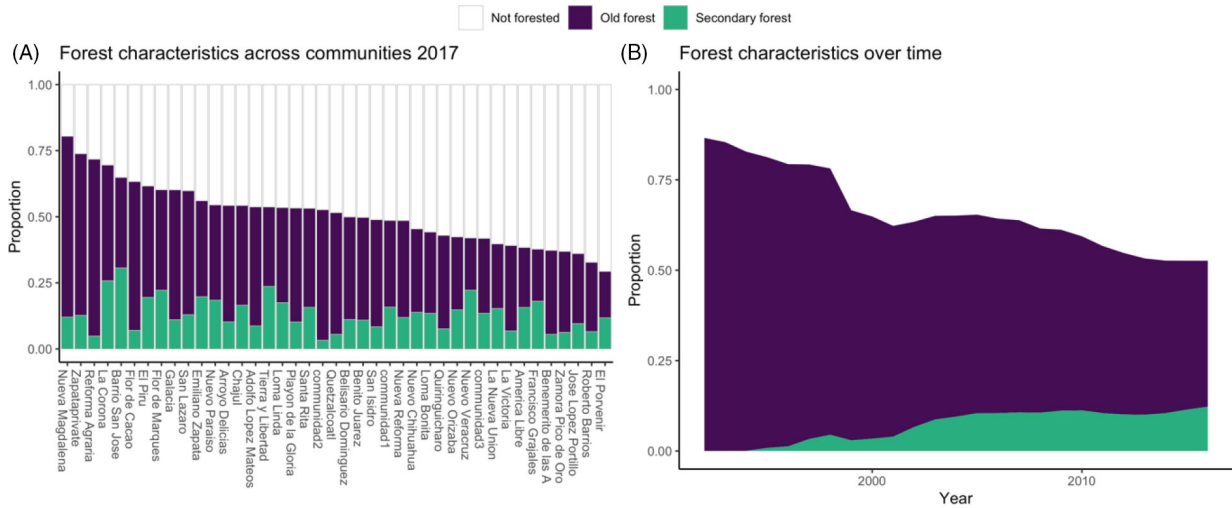 Not forested Old forest Secondary forest
(A) Forest characteristics across communities 2017
Proportion
1.00
0.75
0.50
0.25
0.00
Nueva Magdalena
Zapataprivate
Reforma Agraria
La Corona
Barrio San Jose
Flor de Cacao
El Piru
Flor de Marques
Galacia
San Lazaro
Emiliano Zapata
Nuevo Paraiso
Arroyo Delicias
Chajul
Adolfo Lopez Mateos
Tierra y Libertad
Loma Linda
Playon de la Gloria
Santa Rita
communidad2
Quetzalcoatl
Belisario Dominguez
Benito Juarez
San Isidro
communidad1
Nueva Reforma
Nuevo Chihuahua
Loma Bonita
Quiringuicharo
Nuevo Orizaba
Nuevo Veracruz
communidad3
La Nueva Union
La Victoria
America Libre
Francisco Grajales
Benemerito de las A
Zamora Pico de Oro
Jose Lopez Portillo
Roberto Barrios
El Porvenir
(B) Forest characteristics over time
Proportion
1.00
0.75
0.50
0.25
0.00
2000 2010
Year